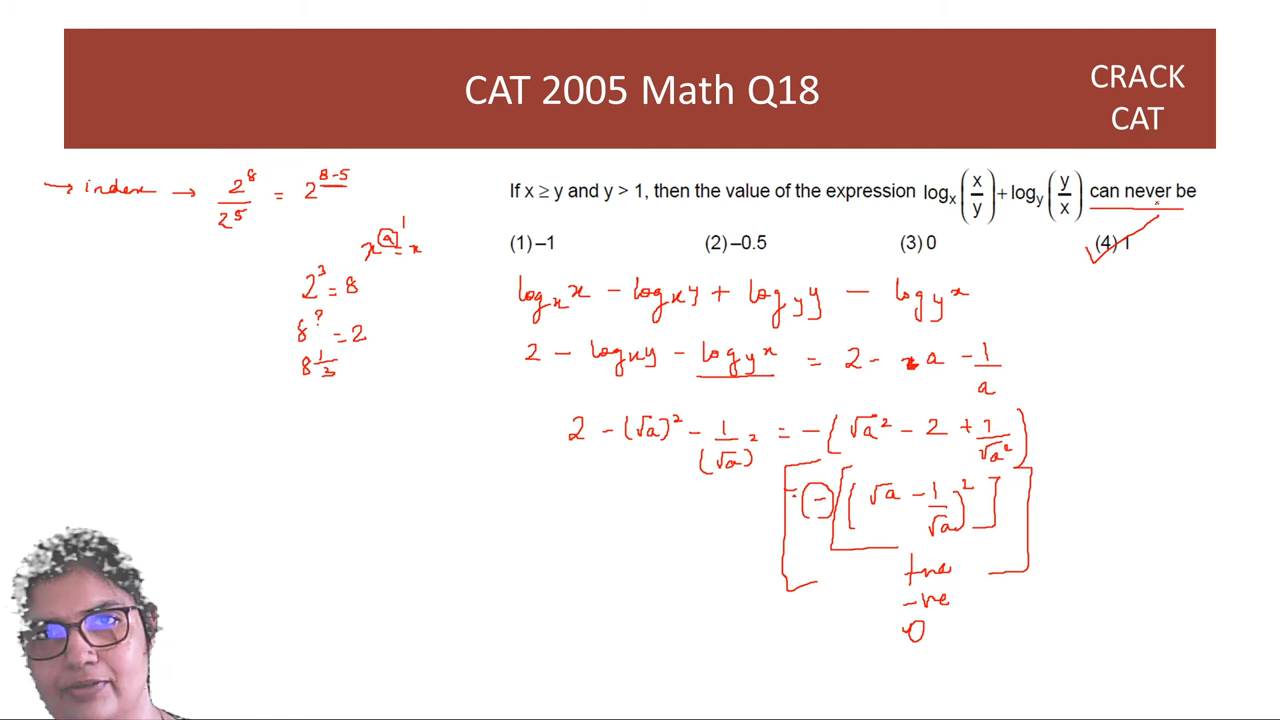 CAT 2005 Math Q18
CRACK
CAT
→ index → 2^8 / 2^5 = 2^(8-5)
If x ≥ y and y > 1, then the value of the expression log_x (x/y) + log_y (y/x) can never be
(1) –1 (2) –0.5 (3) 0 (4) 1
x^a = x 1
2^3 = 8
8^? = 2
8^(1/3)
log_x x - log_x y + log_y y - log_y x
2 - log_x y - log_y x = 2 - a - 1/a
2 - (√a)^2 - 1/(√a)^2 = -(√a^2 - 2 + 1/√a^2)
= - [(√a - 1/√a)^2]
+ve
-ve
0